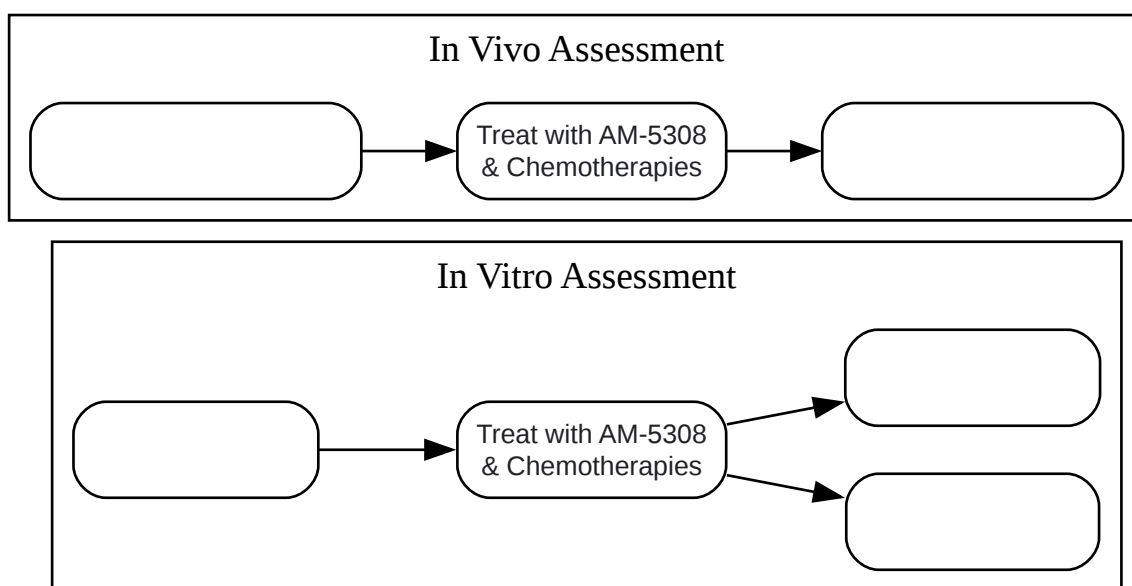 In Vivo Assessment
Treat with AM-5308
& Chemotherapies
In Vitro Assessment
Treat with AM-5308
& Chemotherapies